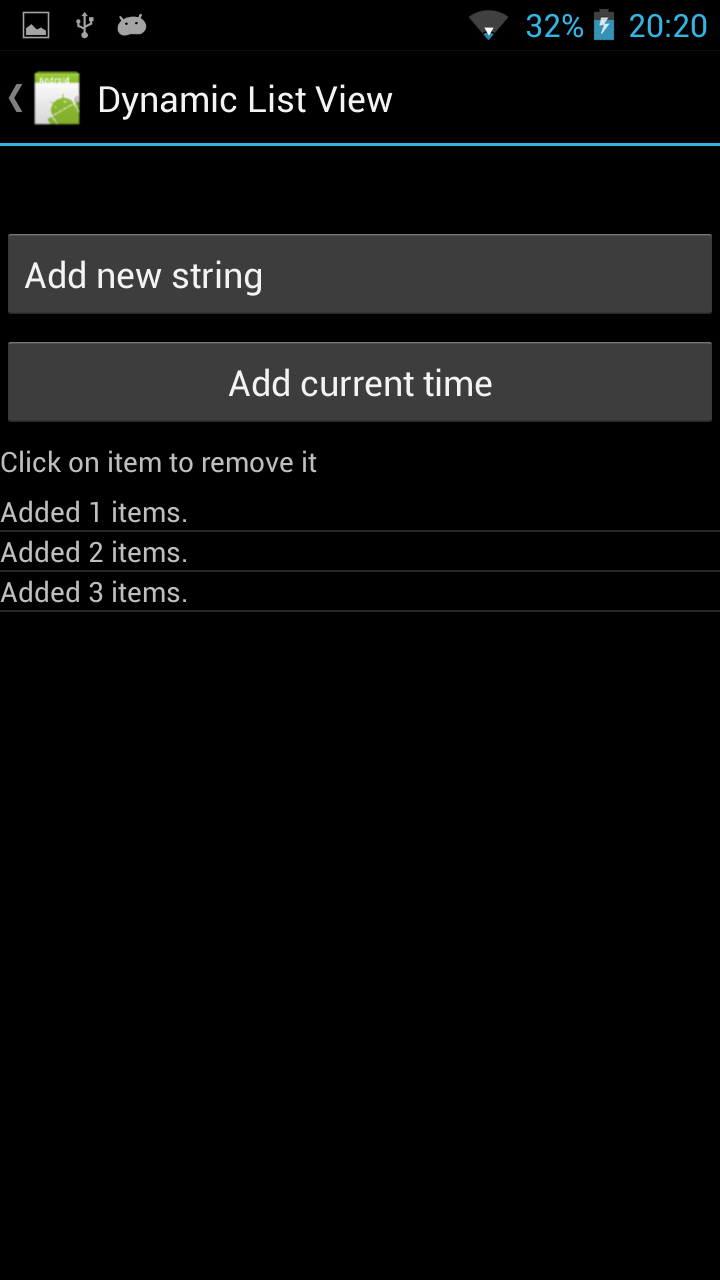 32% 20:20
Android
Dynamic List View
Add new string
Add current time
Click on item to remove it
Added 1 items.
Added 2 items.
Added 3 items.